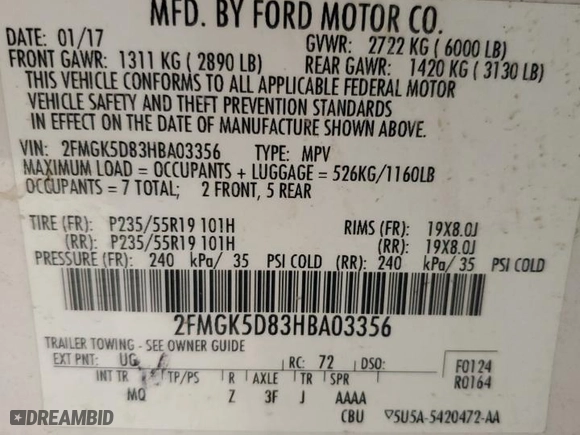 MFD. BY FORD MOTOR CO.
DATE: 01/17 GVWR: 2722 KG ( 6000 LB)
FRONT GAWR: 1311 KG ( 2890 LB) REAR GAWR: 1420 KG ( 3130 LB)
THIS VEHICLE CONFORMS TO ALL APPLICABLE FEDERAL MOTOR
VEHICLE SAFETY AND THEFT PREVENTION STANDARDS
IN EFFECT ON THE DATE OF MANUFACTURE SHOWN ABOVE.
VIN: 2FMGK5D83HBA03356 TYPE: MPV
MAXIMUM LOAD = OCCUPANTS + LUGGAGE = 526KG/1160LB
OCCUPANTS = 7 TOTAL; 2 FRONT, 5 REAR
TIRE (FR): P235/55R19 101H RIMS (FR): 19X8.0J
(RR): P235/55R19 101H (RR): 19X8.0J
PRESSURE (FR): 240 kPa/ 35 PSI COLD (RR): 240 kPa/ 35 PSI COLD
2FMGK5D83HBA03356
TRAILER TOWING - SEE OWNER GUIDE
EXT PNT: UG RC: 72 DSO: F0124
INT TR TP/PS R AXLE TR SPR R0164
MQ Z 3F J AAAA
CBU 5U5A-5420472-AA
DREAMBID